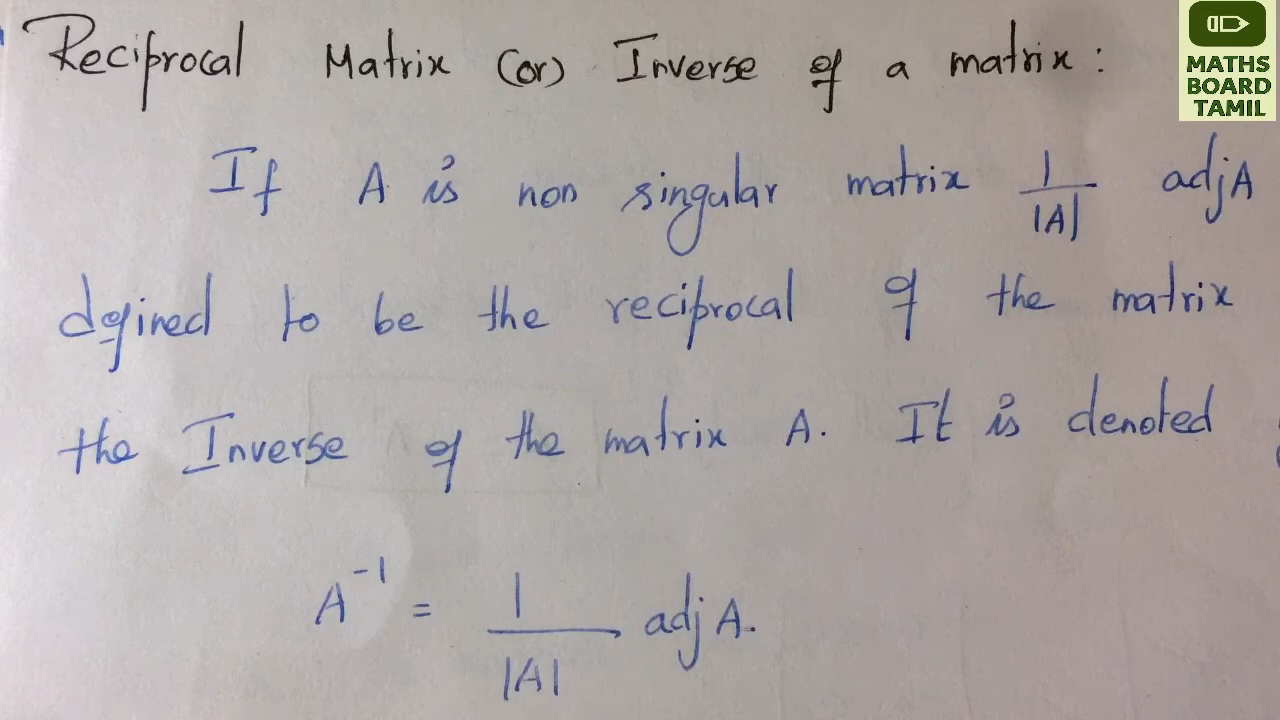 Reciprocal Matrix (or) Inverse of a matrix :
MATHS
BOARD
TAMIL
If A is non singular matrix 1/|A| adjA
defined to be the reciprocal of the matrix
the Inverse of the matrix A. It is denoted
A⁻¹ = 1/|A| adj A.